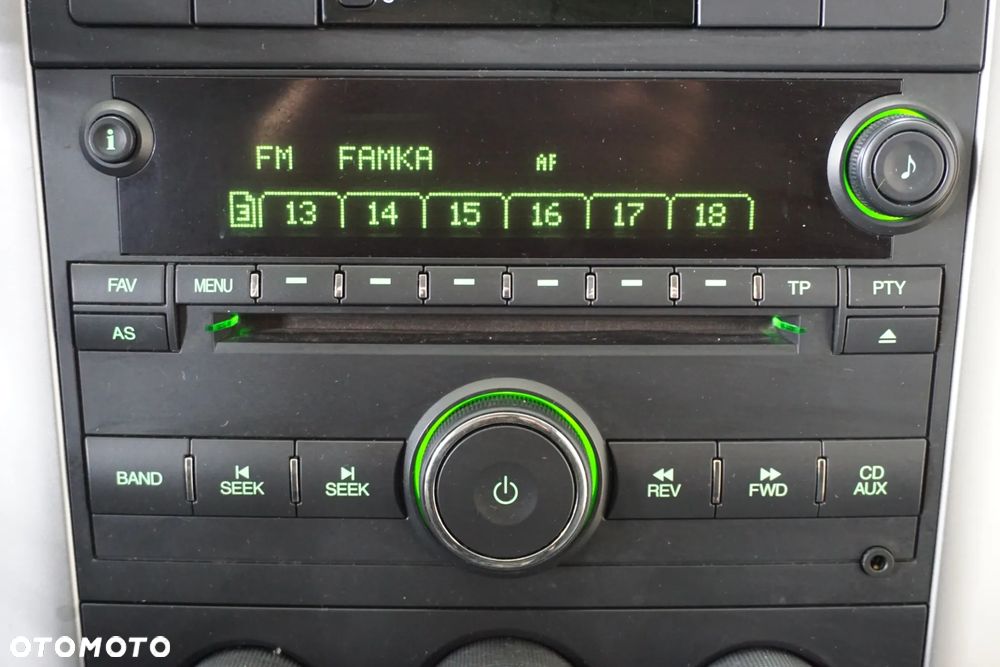 i
FM FAMKA AF
3 13 14 15 16 17 18
FAV MENU TP PTY
AS
BAND SEEK SEEK REV FWD CD
AUX
OTOMOTO